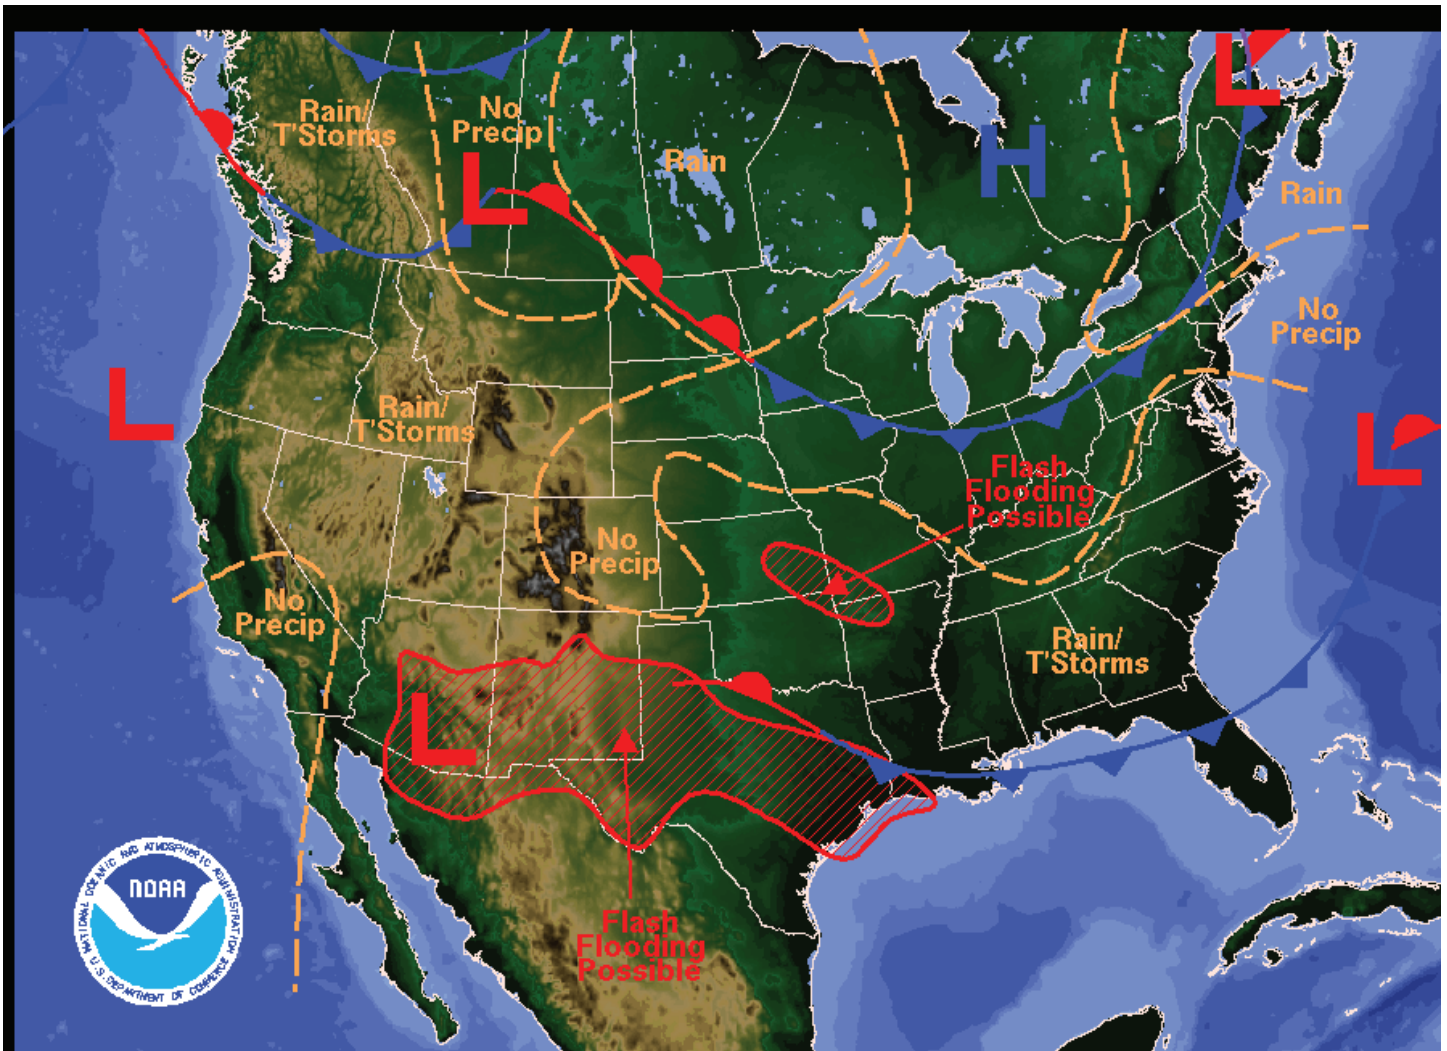 No
Precip
Rain/
T'Storms
Rain
H
L
L
Rain
No
Precip
L
Rain/
T'Storms
L
Flash
Flooding
Possible
No
Precip
No
Precip
Rain/
T'Storms
L
NATIONAL OCEANIC AND ATMOSPHERIC ADMINISTRATION
NOAA
U.S. DEPARTMENT OF COMMERCE
Flash
Flooding
Possible